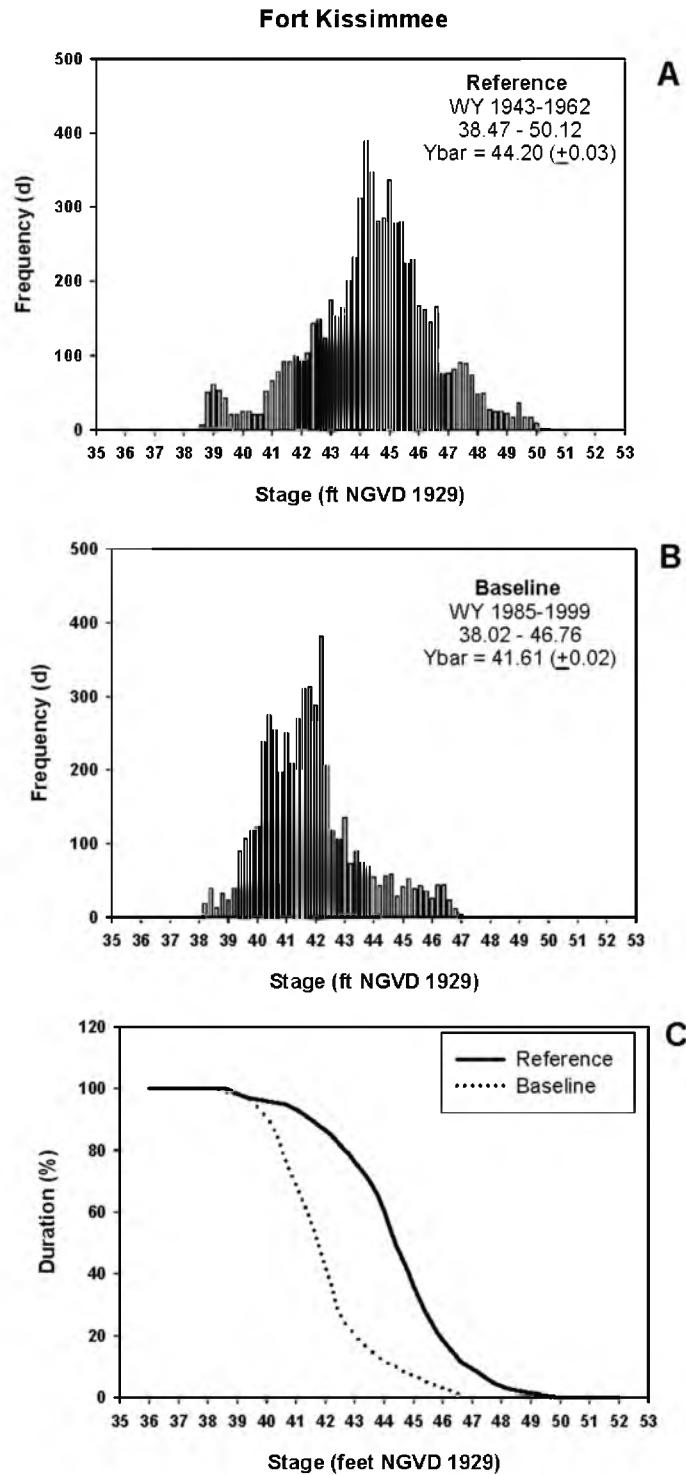 Fort Kissimmee
A
Reference
WY 1943-1962
38.47 - 50.12
Ybar = 44.20 (±0.03)
Frequency (d)
500
400
300
200
100
0
35 36 37 38 39 40 41 42 43 44 45 46 47 48 49 50 51 52 53
Stage (ft NGVD 1929)
B
Baseline
WY 1985-1999
38.02 - 46.76
Ybar = 41.61 (±0.02)
Frequency (d)
500
400
300
200
100
0
35 36 37 38 39 40 41 42 43 44 45 46 47 48 49 50 51 52 53
Stage (ft NGVD 1929)
C
Reference
Baseline
Duration (%)
120
100
80
60
40
20
0
35 36 37 38 39 40 41 42 43 44 45 46 47 48 49 50 51 52 53
Stage (feet NGVD 1929)